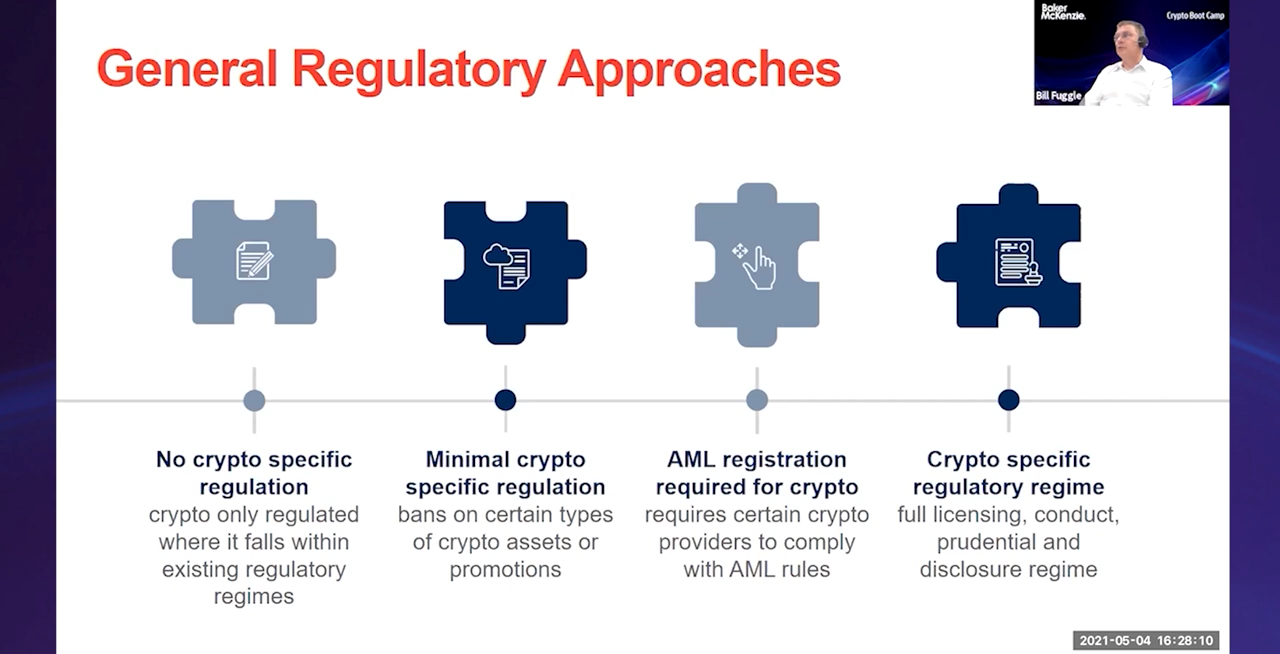 General Regulatory Approaches
Baker
McKenzie.
Crypto Boot Camp
Bill Fuggle
No crypto specific
regulation
crypto only regulated
where it falls within
existing regulatory
regimes
Minimal crypto
specific regulation
bans on certain types
of crypto assets or
promotions
AML registration
required for crypto
requires certain crypto
providers to comply
with AML rules
Crypto specific
regulatory regime
full licensing, conduct,
prudential and
disclosure regime
2021-05-04 16:28:10